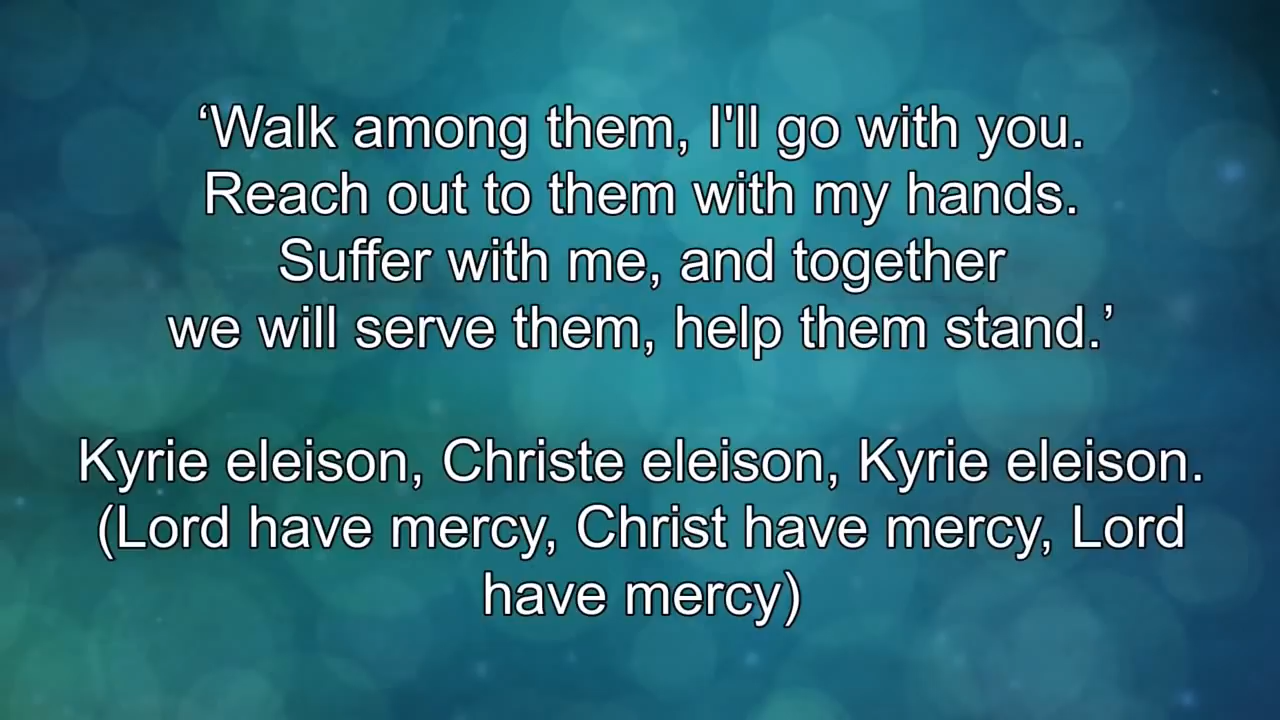 ‘Walk among them, I'll go with you.
Reach out to them with my hands.
Suffer with me, and together
we will serve them, help them stand.’
Kyrie eleison, Christe eleison, Kyrie eleison.
(Lord have mercy, Christ have mercy, Lord
have mercy)